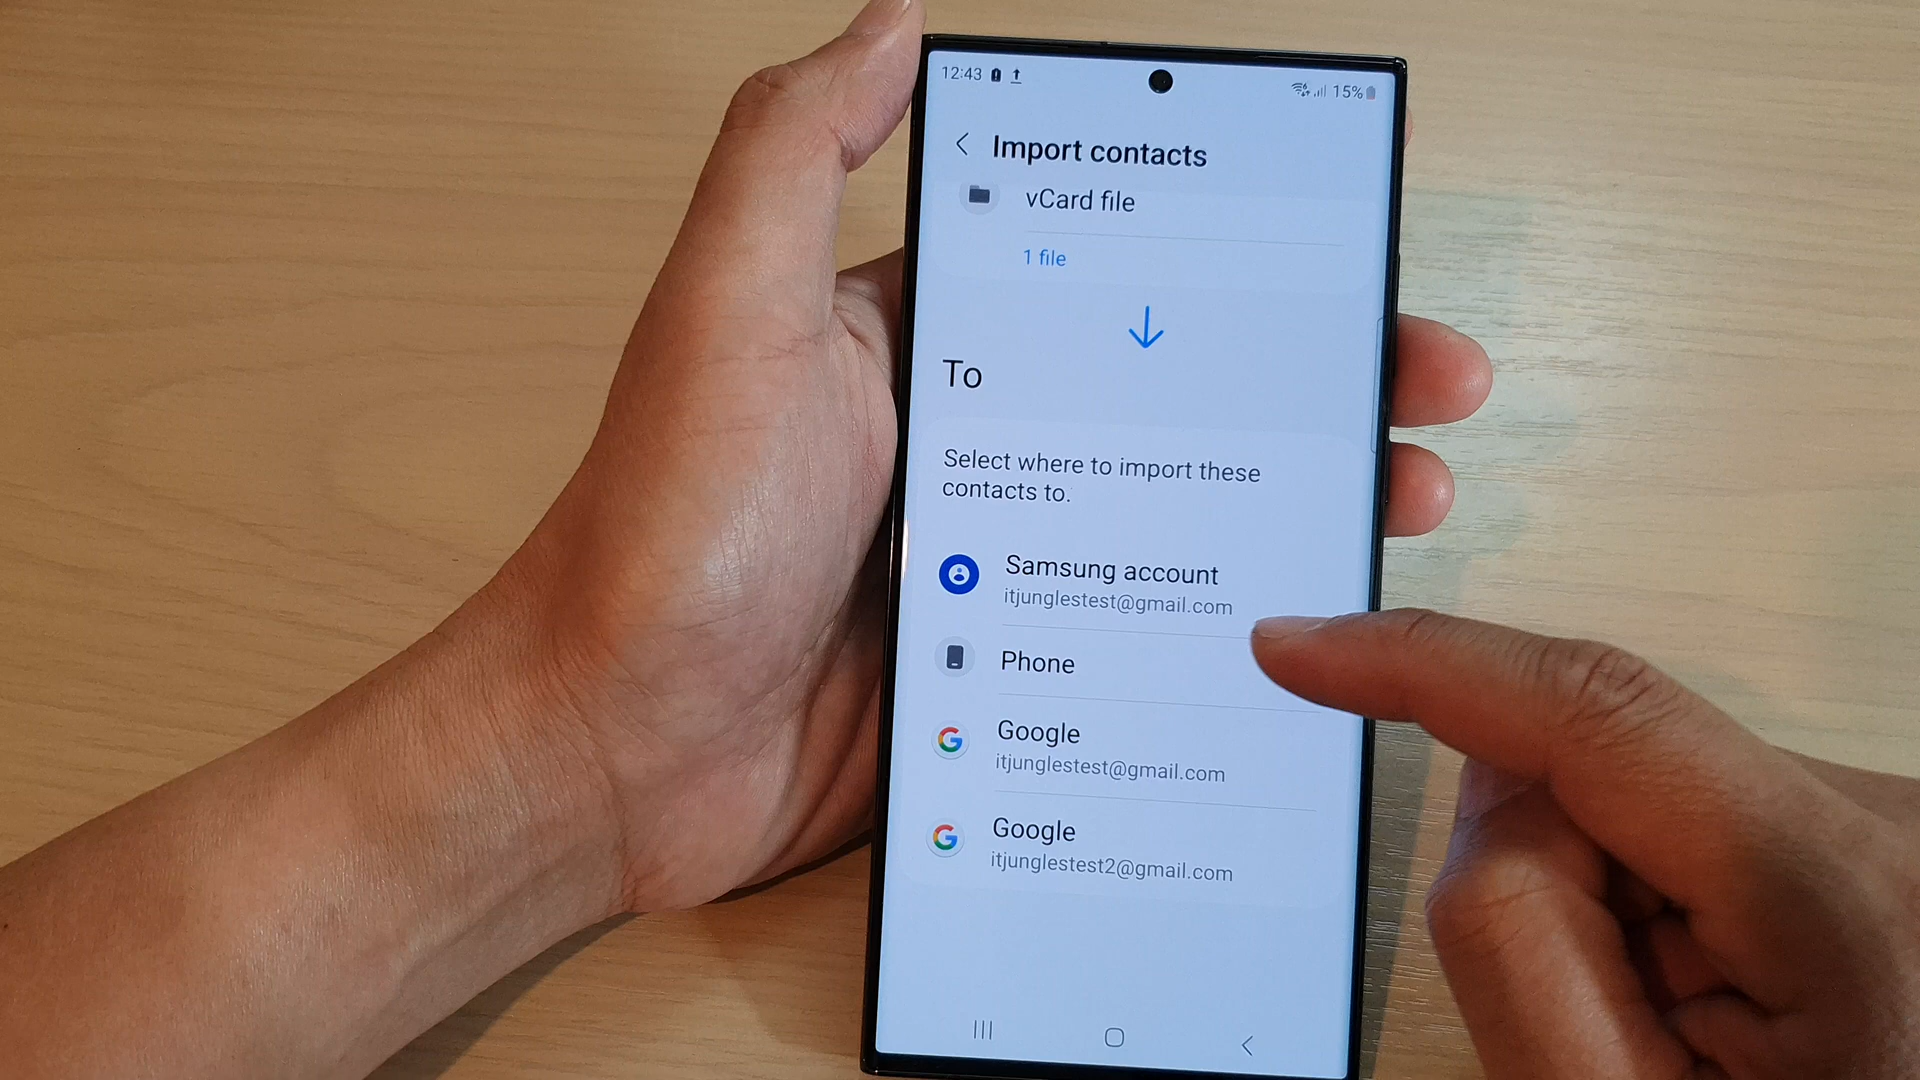 12:43
15%
Import contacts
vCard file
1 file
To
Select where to import these
contacts to.
Samsung account
itjunglestest@gmail.com
Phone
Google
itjunglestest@gmail.com
Google
itjunglestest2@gmail.com